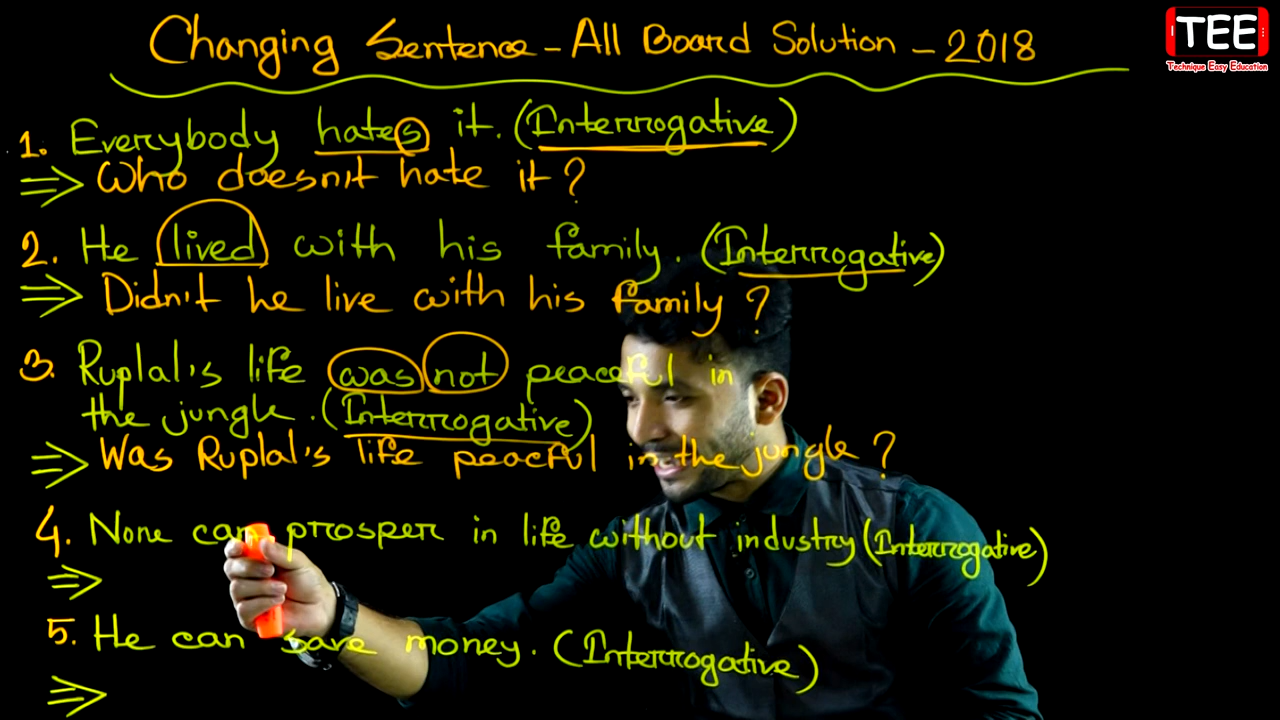 Changing Sentence - All Board Solution - 2018
TEE
Technique Easy Education
1. Everybody hates it. (Interrogative)
⇒ Who doesn't hate it?
2. He lived with his family. (Interrogative)
⇒ Didn't he live with his family?
3. Ruplal's life was not peaceful in
the jungle. (Interrogative)
⇒ Was Ruplal's life peaceful in the jungle?
4. None can prosper in life without industry (Interrogative)
⇒
5. He can save money. (Interrogative)
⇒